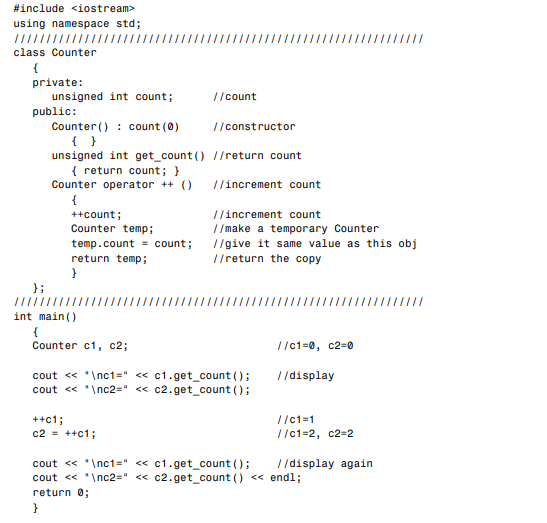 #include <iostream>
using namespace std;
////////////////////////////////////////////////////////////////
class Counter
{
private:
unsigned int count; //count
public:
Counter() : count(0) //constructor
{ }
unsigned int get_count() //return count
{ return count; }
Counter operator ++ () //increment count
{
++count; //increment count
Counter temp; //make a temporary Counter
temp.count = count; //give it same value as this obj
return temp; //return the copy
}
};
////////////////////////////////////////////////////////////////
int main()
{
Counter c1, c2; //c1=0, c2=0
cout << "\nc1=" << c1.get_count(); //display
cout << "\nc2=" << c2.get_count();
++c1; //c1=1
c2 = ++c1; //c1=2, c2=2
cout << "\nc1=" << c1.get_count(); //display again
cout << "\nc2=" << c2.get_count() << endl;
return 0;
}